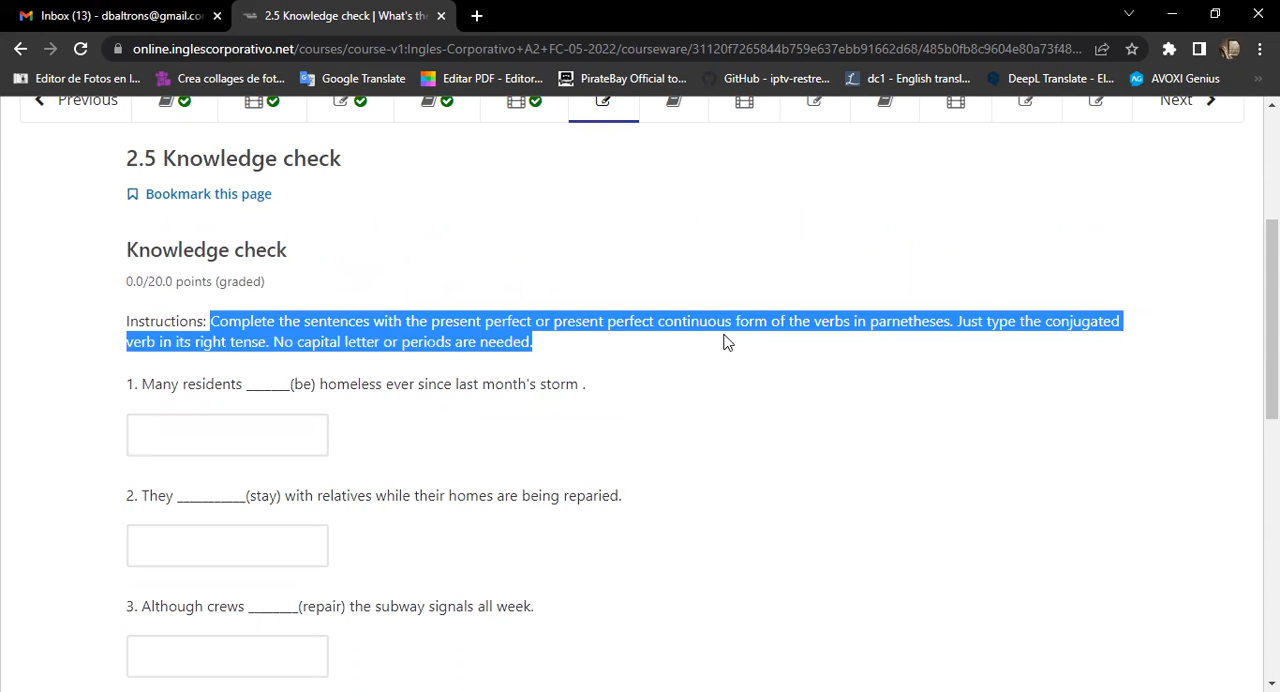 Inbox (13) - dbaltrons@gmail.co
2.5 Knowledge check | What's the
online.inglescorporativo.net/courses/course-v1:Ingles-Corporativo+A2+FC-05-2022/courseware/31120f7265844b759e637ebb91662d68/485b0fb8c9604e80a73f48...
Editor de Fotos en l...
Crea collages de fot...
Google Translate
Editar PDF - Editor...
PirateBay Official to...
GitHub - iptv-restre...
dc1 - English transl...
DeepL Translate - El...
AVOXI Genius
»
Previous
Next
2.5 Knowledge check
Bookmark this page
Knowledge check
0.0/20.0 points (graded)
Instructions: Complete the sentences with the present perfect or present perfect continuous form of the verbs in parnetheses. Just type the conjugated
verb in its right tense. No capital letter or periods are needed.
1. Many residents _______(be) homeless ever since last month's storm .
2. They ___________(stay) with relatives while their homes are being reparied.
3. Although crews ________(repair) the subway signals all week.